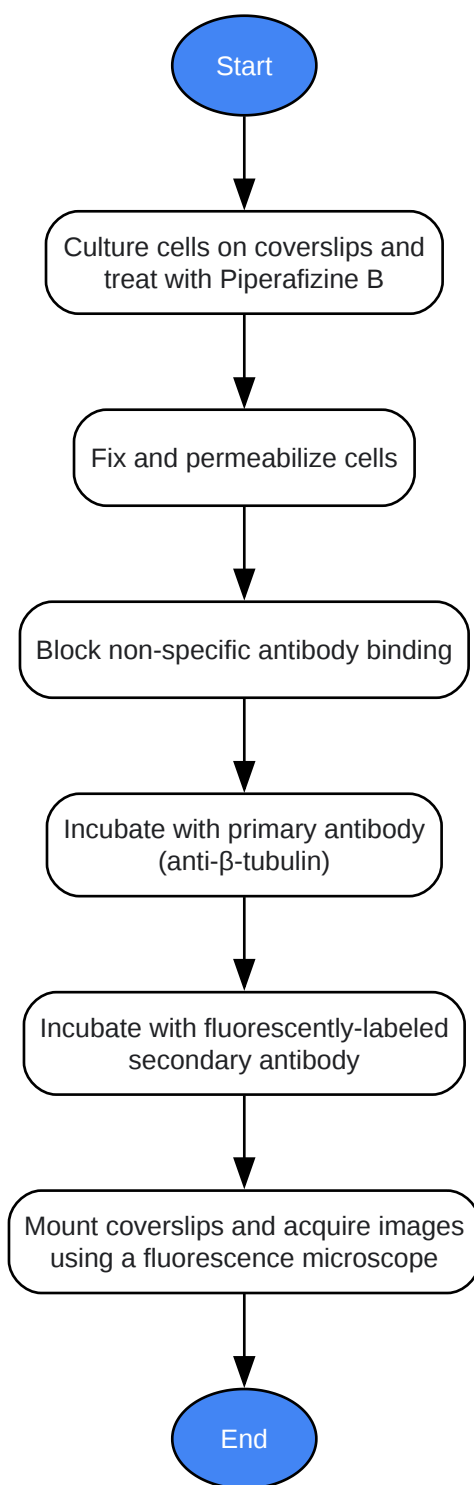 Start
Culture cells on coverslips and
treat with Piperafizine B
Fix and permeabilize cells
Block non-specific antibody binding
Incubate with primary antibody
(anti-β-tubulin)
Incubate with fluorescently-labeled
secondary antibody
Mount coverslips and acquire images
using a fluorescence microscope
End